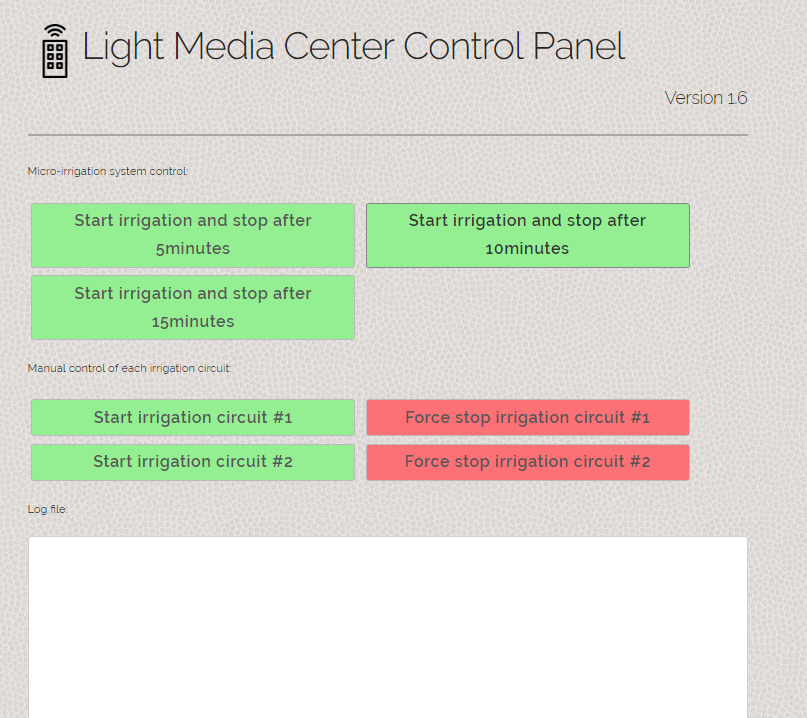 Light Media Center Control Panel
Version 1.6
Micro-irrigation system control:
Start irrigation and stop after
5minutes
Start irrigation and stop after
10minutes
Start irrigation and stop after
15minutes
Manual control of each irrigation circuit:
Start irrigation circuit #1
Force stop irrigation circuit #1
Start irrigation circuit #2
Force stop irrigation circuit #2
Log file: